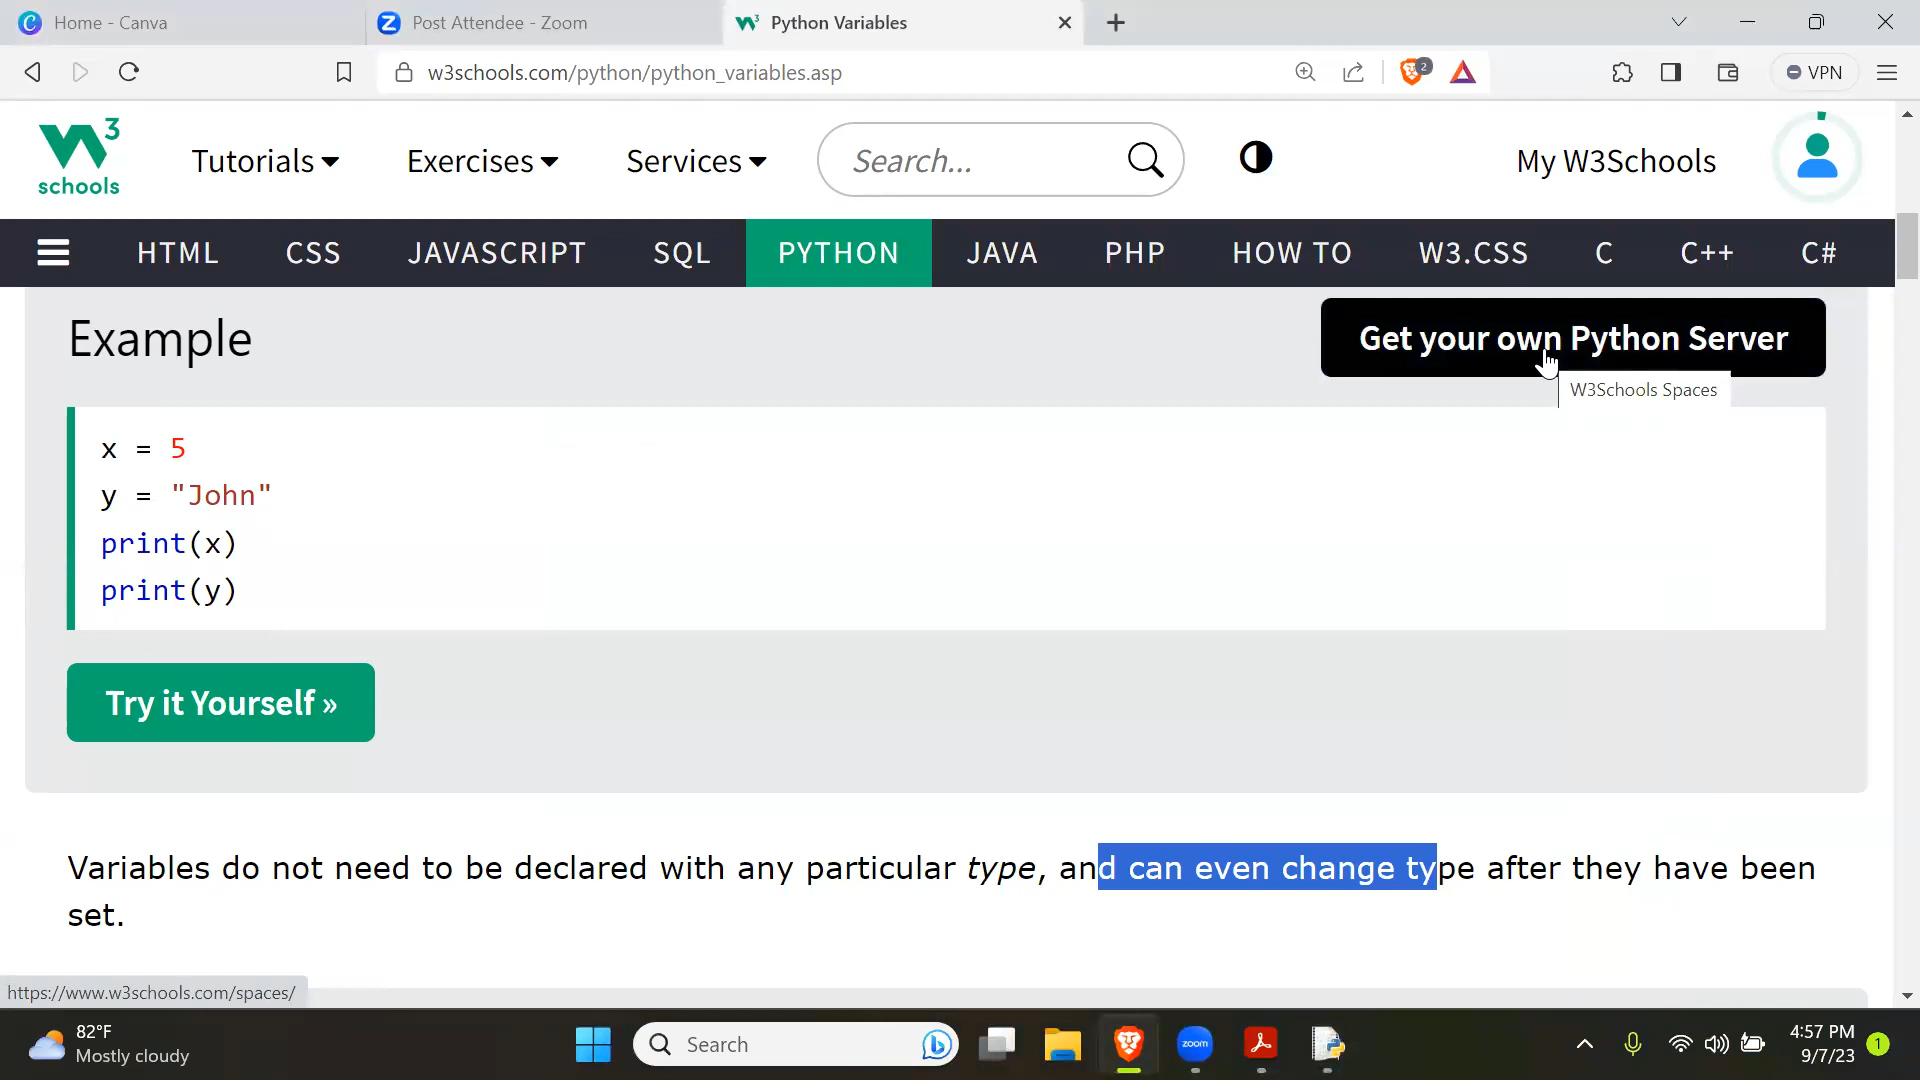 Home - Canva
Post Attendee - Zoom
Python Variables
w3schools.com/python/python_variables.asp
2
VPN
W3
schools
Tutorials
Exercises
Services
Search...
My W3Schools
HTML
CSS
JAVASCRIPT
SQL
PYTHON
JAVA
PHP
HOW TO
W3.CSS
C
C++
C#
Example
Get your own Python Server
W3Schools Spaces
x = 5
y = "John"
print(x)
print(y)
Try it Yourself »
Variables do not need to be declared with any particular type, and can even change type after they have been
set.
https://www.w3schools.com/spaces/
82°F
Mostly cloudy
Search
zoom
4:57 PM
9/7/23
1